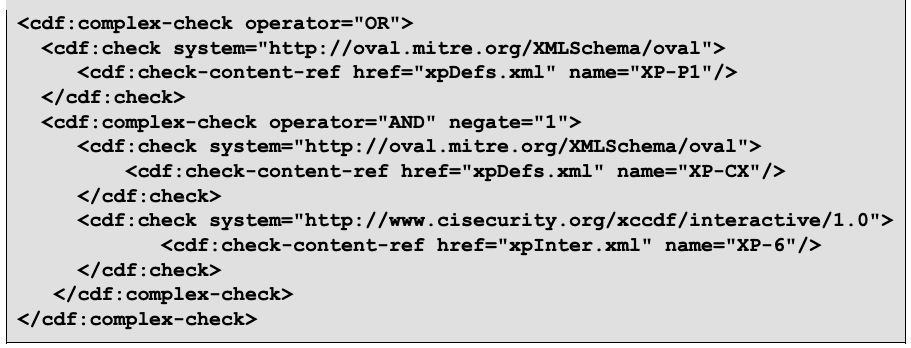 <cdf:complex-check operator="OR">
<cdf:check system="http://oval.mitre.org/XMLSchema/oval">
<cdf:check-content-ref href="xpDefs.xml" name="XP-P1"/>
</cdf:check>
<cdf:complex-check operator="AND" negate="1">
<cdf:check system="http://oval.mitre.org/XMLSchema/oval">
<cdf:check-content-ref href="xpDefs.xml" name="XP-CX"/>
</cdf:check>
<cdf:check system="http://www.cisecurity.org/xccdf/interactive/1.0">
<cdf:check-content-ref href="xpInter.xml" name="XP-6"/>
</cdf:check>
</cdf:complex-check>
</cdf:complex-check>